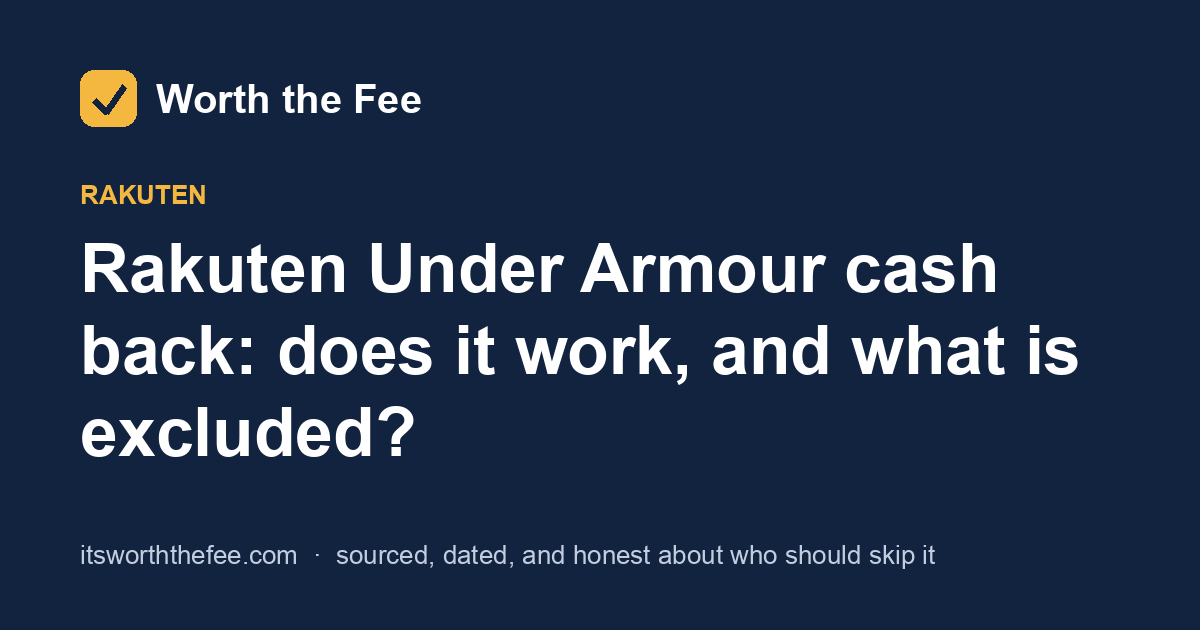 Worth the Fee
RAKUTEN
Rakuten Under Armour cash
back: does it work, and what is
excluded?
itsworththefee.com · sourced, dated, and honest about who should skip it